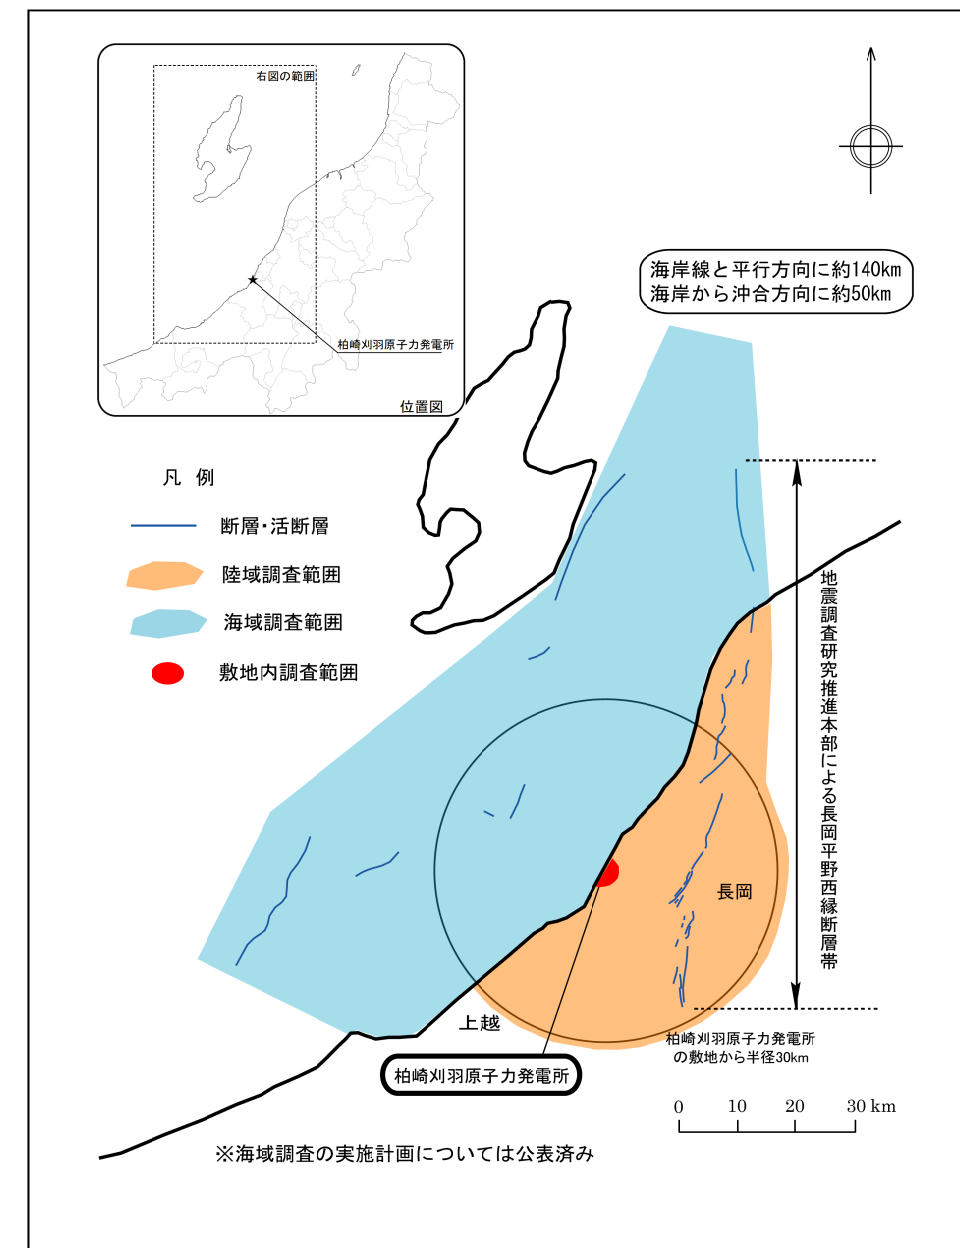 右図の範囲
柏崎刈羽原子力発電所
位置図
海岸線と平行方向に約140km
海岸から沖合方向に約50km
凡 例
断層・活断層
陸域調査範囲
海域調査範囲
敷地内調査範囲
地震調査研究推進本部による長岡平野西縁断層帯
長岡
上越
柏崎刈羽原子力発電所
柏崎刈羽原子力発電所
の敷地から半径30km
0 10 20 30 km
※海域調査の実施計画については公表済み